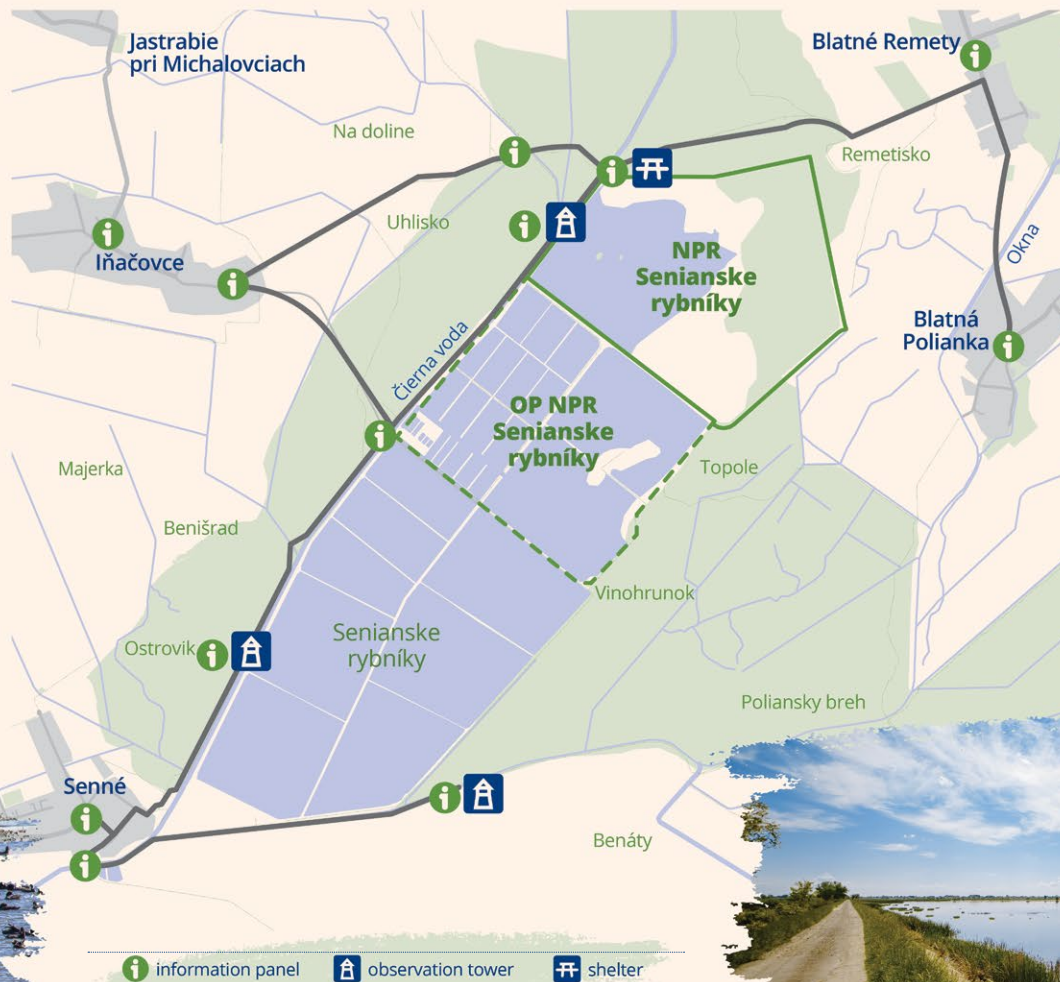 Jastrabie
pri Michalovciach
Blatné Remety
Na doline
Remetisko
Uhlisko
Iňačovce
NPR
Senianske
rybníky
Okna
Blatná
Polianka
Čierna voda
OP NPR
Senianske
rybníky
Majerka
Topole
Benišrad
Vinohrunok
Senianske
rybníky
Ostrovik
Poliansky breh
Senné
Benáty
information panel
observation tower
shelter